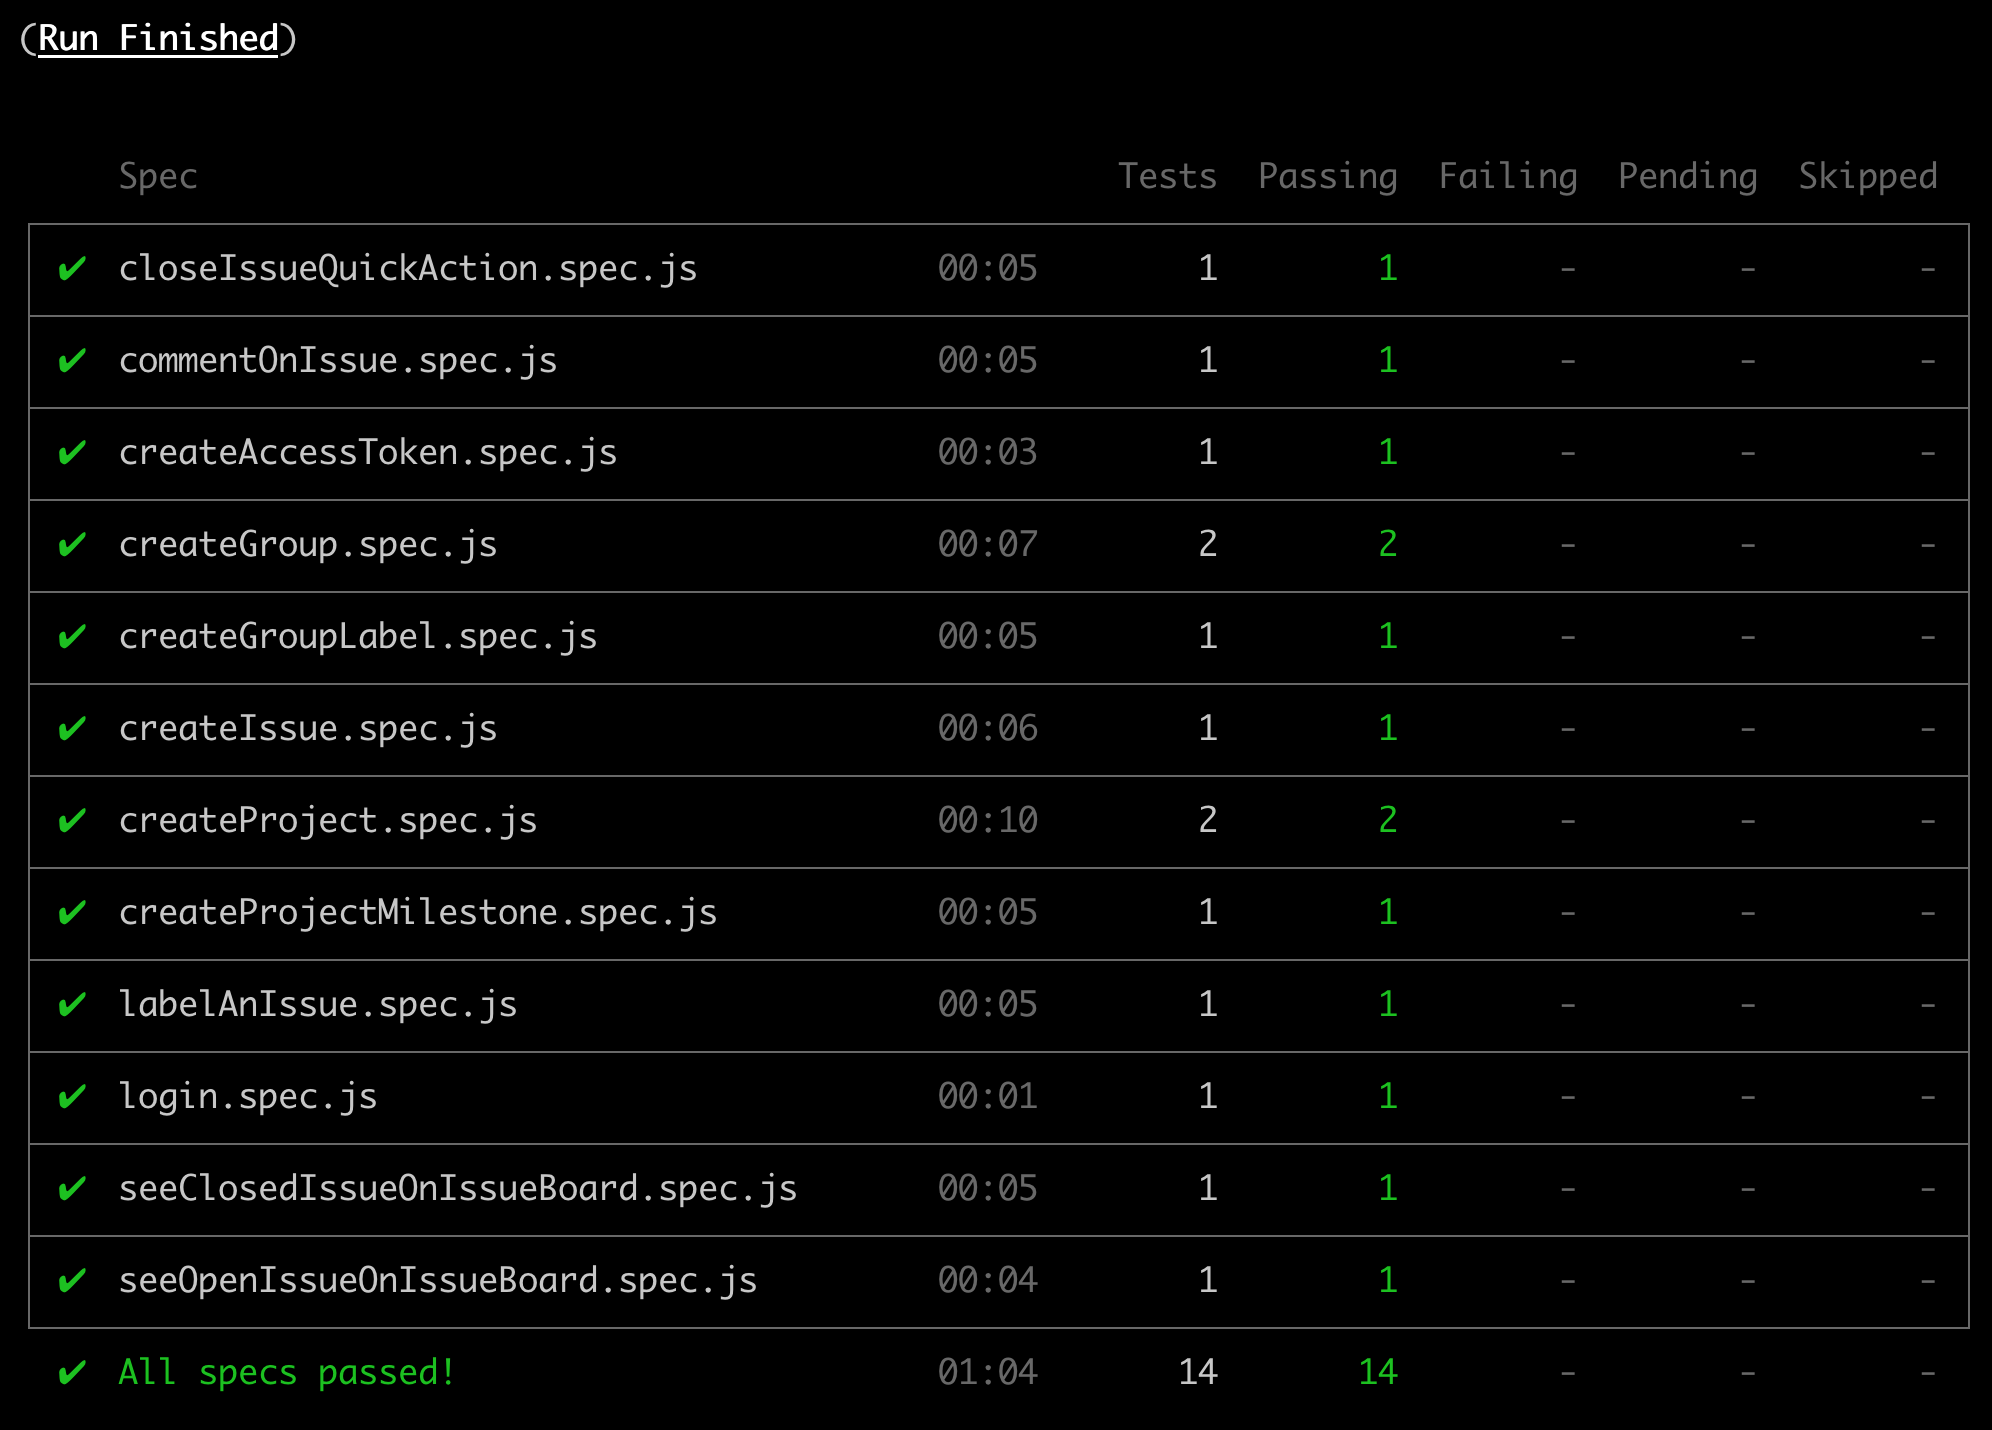 (Run Finished)
Spec Tests Passing Failing Pending Skipped
✔ closeIssueQuickAction.spec.js 00:05 1 1 - - -
✔ commentOnIssue.spec.js 00:05 1 1 - - -
✔ createAccessToken.spec.js 00:03 1 1 - - -
✔ createGroup.spec.js 00:07 2 2 - - -
✔ createGroupLabel.spec.js 00:05 1 1 - - -
✔ createIssue.spec.js 00:06 1 1 - - -
✔ createProject.spec.js 00:10 2 2 - - -
✔ createProjectMilestone.spec.js 00:05 1 1 - - -
✔ labelAnIssue.spec.js 00:05 1 1 - - -
✔ login.spec.js 00:01 1 1 - - -
✔ seeClosedIssueOnIssueBoard.spec.js 00:05 1 1 - - -
✔ seeOpenIssueOnIssueBoard.spec.js 00:04 1 1 - - -
✔ All specs passed! 01:04 14 14 - - -